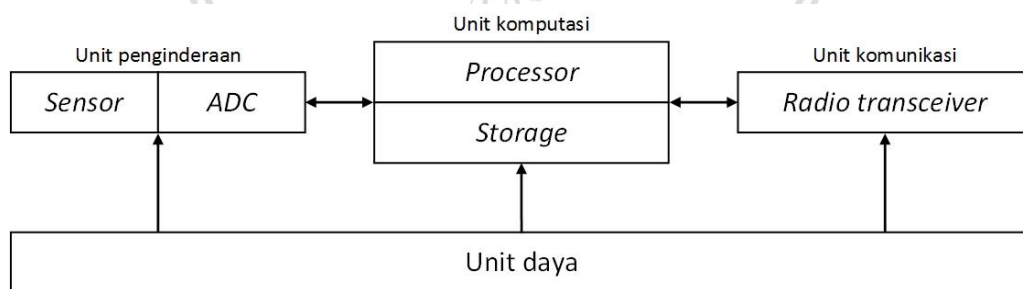 Unit komputasi
Unit penginderaan
Unit komunikasi
Sensor
ADC
Processor
Storage
Radio transceiver
Unit daya